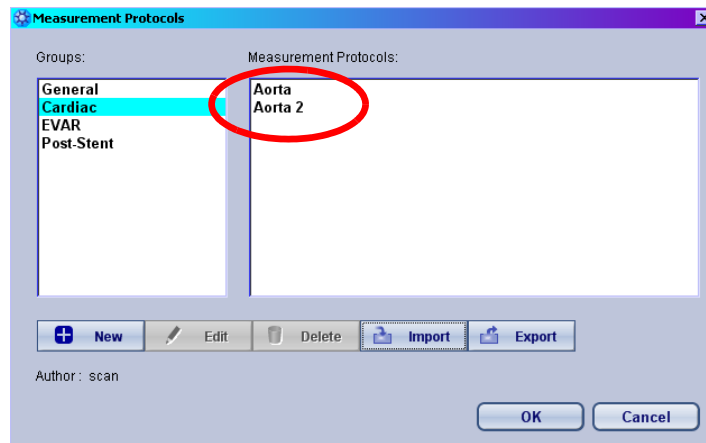 Measurement Protocols
Groups:
Measurement Protocols:
General
Cardiac
EVAR
Post-Stent
Aorta
Aorta 2
New
Edit
Delete
Import
Export
Author : scan
OK
Cancel